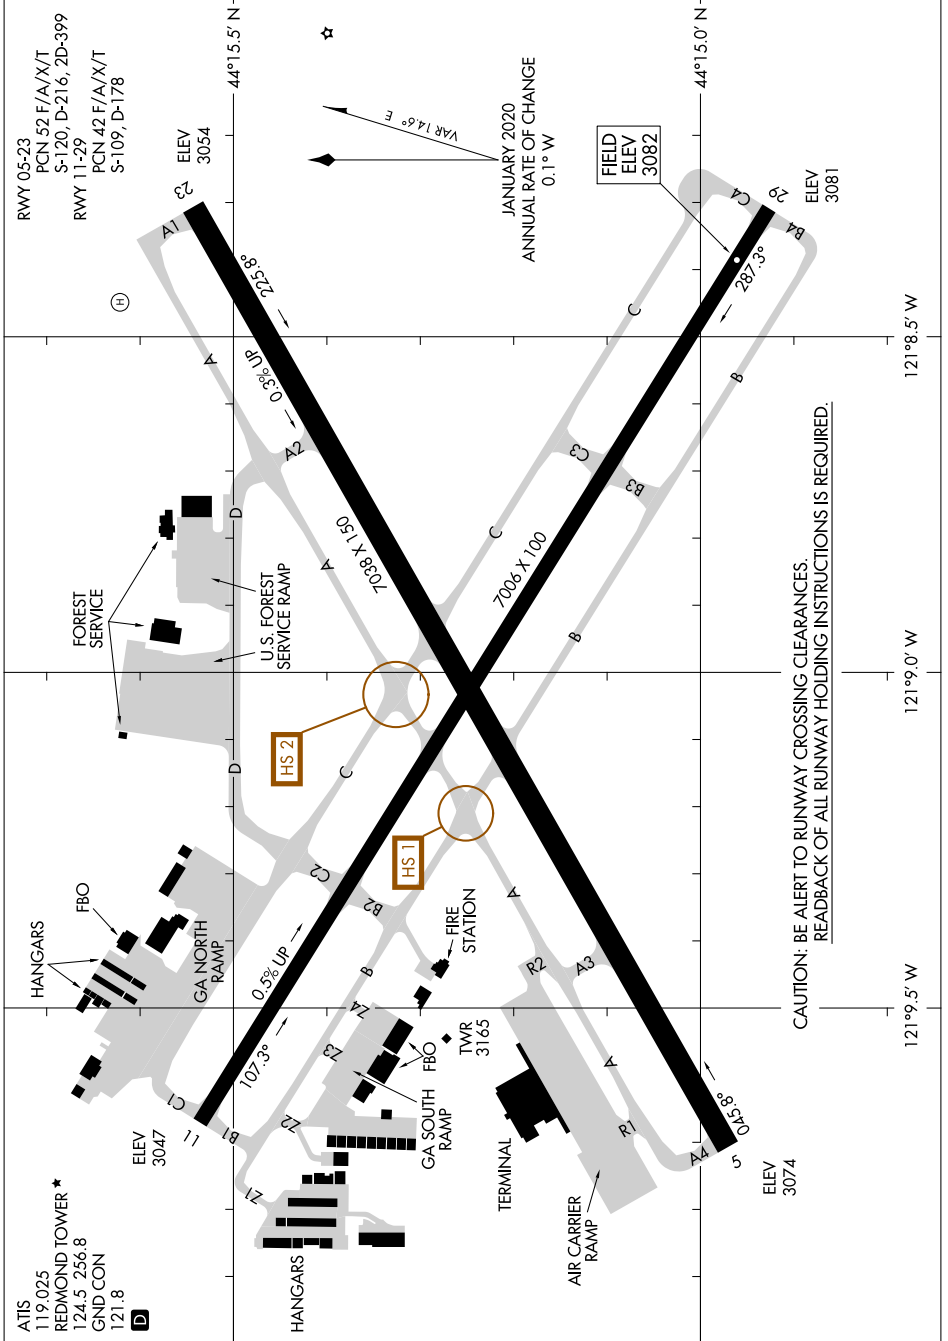 ATIS
119.025
REDMOND TOWER
124.5 256.8
GND CON
121.8
D
RWY 05-23
PCN 52 F/A/X/T
S-120, D-216, 2D-399
RWY 11-29
PCN 42 F/A/X/T
S-109, D-178
44°15.5' N
44°15.0' N
ELEV
3054
23
A1
H
225.8°
0.3% UP
A
A2
VAR 14.6° E
JANUARY 2020
ANNUAL RATE OF CHANGE
0.1° W
FIELD
ELEV
3082
C4
29
ELEV
3081
B4
287.3°
C
B
C3
B3
C
7006 X 100
B
7038 X 150
A
D
FOREST
SERVICE
U.S. FOREST
SERVICE RAMP
D
HS 2
HS 1
C
C2
B2
HANGARS
FBO
GA NORTH
RAMP
0.5% UP
107.3°
B
FIRE
STATION
A
R2
A3
Z4
Z3
FBO
TWR
3165
GA SOUTH
RAMP
Z2
C1
11
B1
ELEV
3047
Z1
HANGARS
TERMINAL
AIR CARRIER
RAMP
R1
A
A4
5
045.8°
ELEV
3074
121°8.5' W
121°9.0' W
121°9.5' W
CAUTION: BE ALERT TO RUNWAY CROSSING CLEARANCES.
READBACK OF ALL RUNWAY HOLDING INSTRUCTIONS IS REQUIRED.